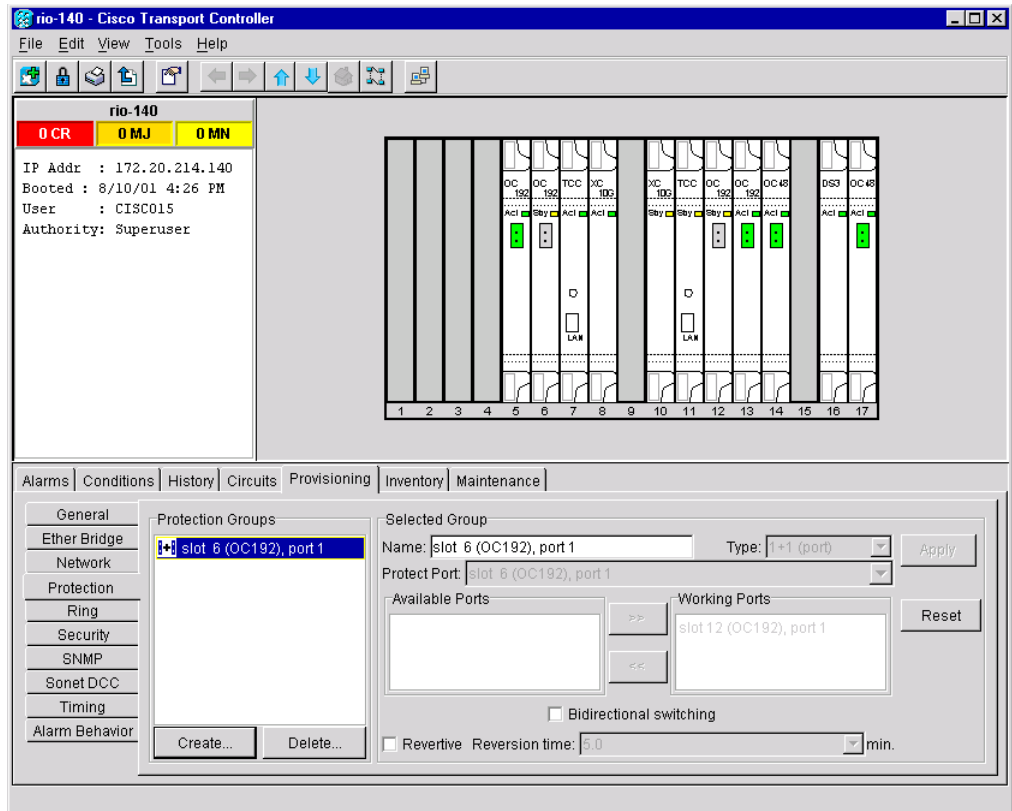 rio-140 - Cisco Transport Controller
File Edit View Tools Help
rio-140
0 CR 0 MJ 0 MN
IP Addr : 172.20.214.140
Booted : 8/10/01 4:26 PM
User : CISCO15
Authority: Superuser
OC 192 OC 192 TCC XC 10G XC 10G TCC OC 192 OC 192 OC48 DS3 OC48
Act Sby Act Act Sby Sby Sby Act Act Act Act
LAN LAN
1 2 3 4 5 6 7 8 9 10 11 12 13 14 15 16 17
Alarms Conditions History Circuits Provisioning Inventory Maintenance
General
Ether Bridge
Network
Protection
Ring
Security
SNMP
Sonet DCC
Timing
Alarm Behavior
Protection Groups
slot 6 (OC192), port 1
Create... Delete...
Selected Group
Name: slot 6 (OC192), port 1 Type: 1+1 (port) Apply
Protect Port: slot 6 (OC192), port 1
Available Ports >> Working Ports Reset
slot 12 (OC192), port 1
<<
Bidirectional switching
Revertive Reversion time: 5.0 min.